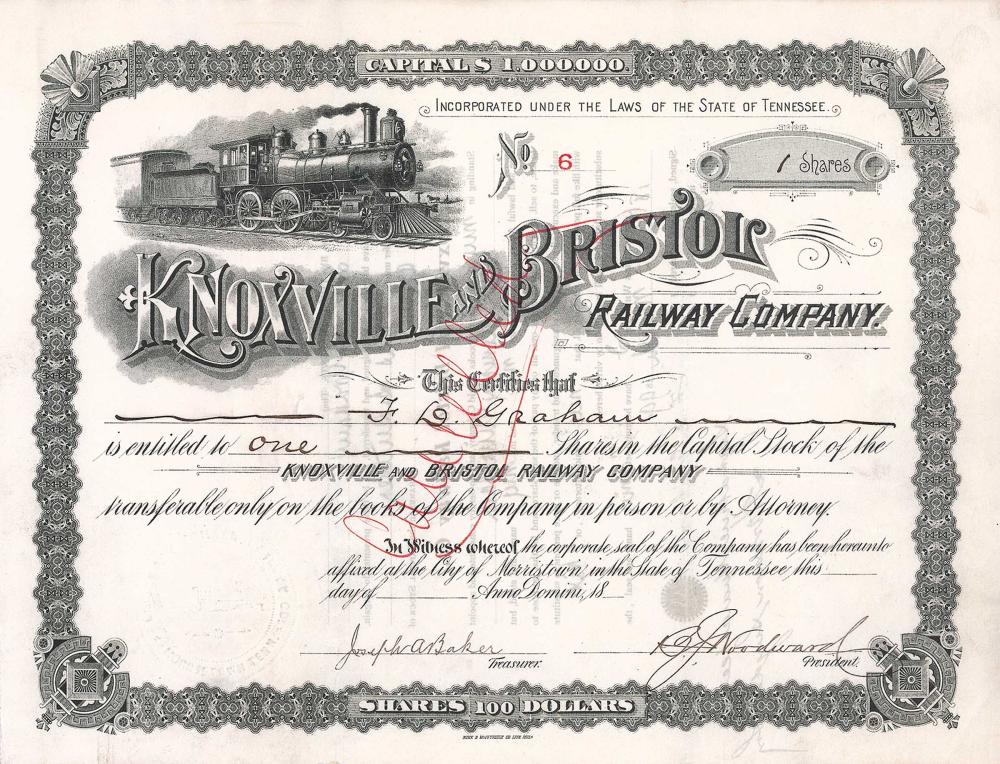 CAPITAL $ 1.000.000.
INCORPORATED UNDER THE LAWS OF THE STATE OF TENNESSEE.
No 6
1 Shares
KNOXVILLE AND BRISTOL
RAILWAY COMPANY.
This Certifies that
F. D. Graham
is entitled to one Shares in the Capital Stock of the
KNOXVILLE AND BRISTOL RAILWAY COMPANY
transferable only on the books of the Company in person or by Attorney.
Cancelled
In Witness whereof the corporate seal of the Company has been hereunto
affixed at the City of Morristown in the State of Tennessee, this
day of Anno Domini, 18
Joseph A Baker
Treasurer.
Woodward
President.
SHARES 100 DOLLARS